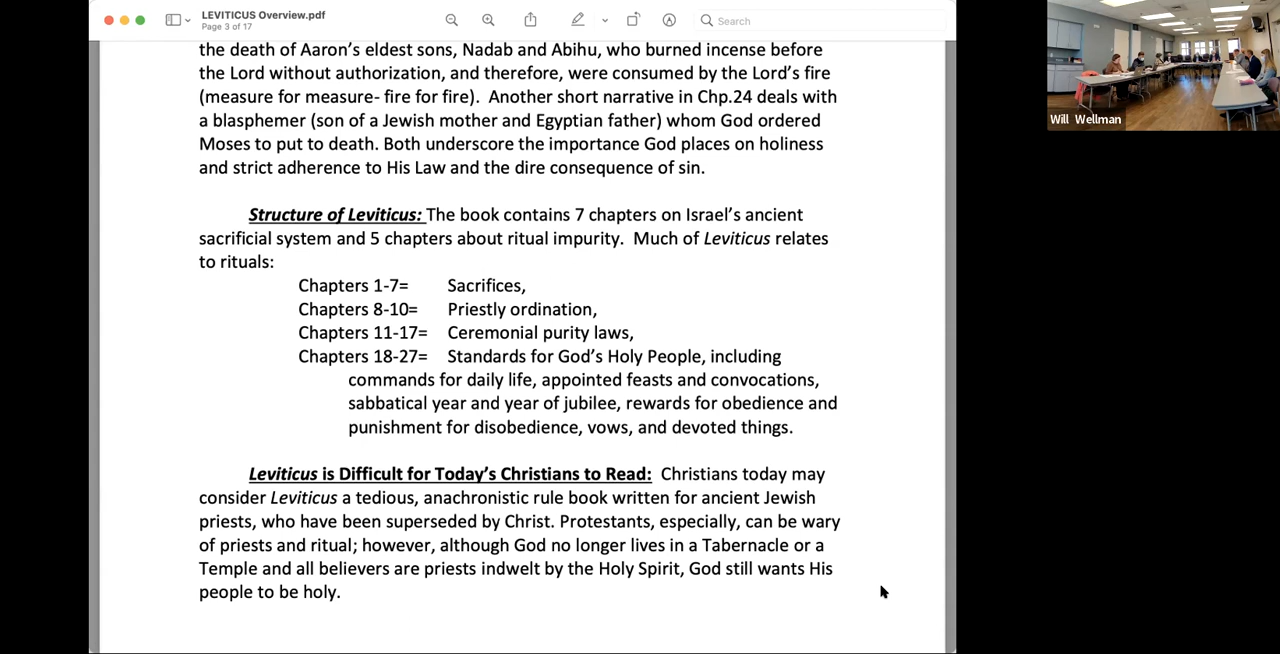 LEVITICUS Overview.pdf
Page 3 of 17
Search
the death of Aaron’s eldest sons, Nadab and Abihu, who burned incense before
the Lord without authorization, and therefore, were consumed by the Lord’s fire
(measure for measure- fire for fire).  Another short narrative in Chp.24 deals with
a blasphemer (son of a Jewish mother and Egyptian father) whom God ordered
Moses to put to death. Both underscore the importance God places on holiness
and strict adherence to His Law and the dire consequence of sin.
Structure of Leviticus: The book contains 7 chapters on Israel’s ancient
sacrificial system and 5 chapters about ritual impurity.  Much of Leviticus relates
to rituals:
Chapters 1-7= Sacrifices,
Chapters 8-10= Priestly ordination,
Chapters 11-17= Ceremonial purity laws,
Chapters 18-27= Standards for God’s Holy People, including
commands for daily life, appointed feasts and convocations,
sabbatical year and year of jubilee, rewards for obedience and
punishment for disobedience, vows, and devoted things.
Leviticus is Difficult for Today’s Christians to Read:  Christians today may
consider Leviticus a tedious, anachronistic rule book written for ancient Jewish
priests, who have been superseded by Christ. Protestants, especially, can be wary
of priests and ritual; however, although God no longer lives in a Tabernacle or a
Temple and all believers are priests indwelt by the Holy Spirit, God still wants His
people to be holy.
Will Wellman